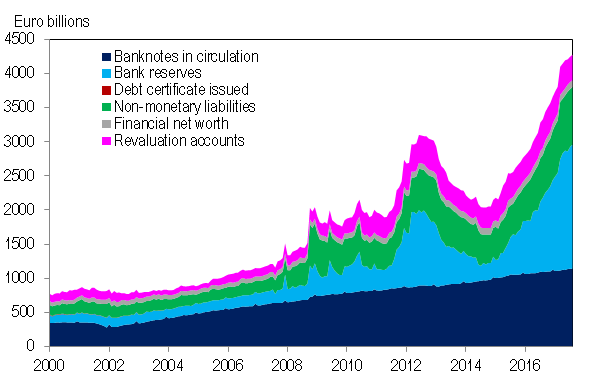 Euro billions
4500
4000
3500
3000
2500
2000
1500
1000
500
0
Banknotes in circulation
Bank reserves
Debt certificate issued
Non-monetary liabilities
Financial net worth
Revaluation accounts
2000 2002 2004 2006 2008 2010 2012 2014 2016